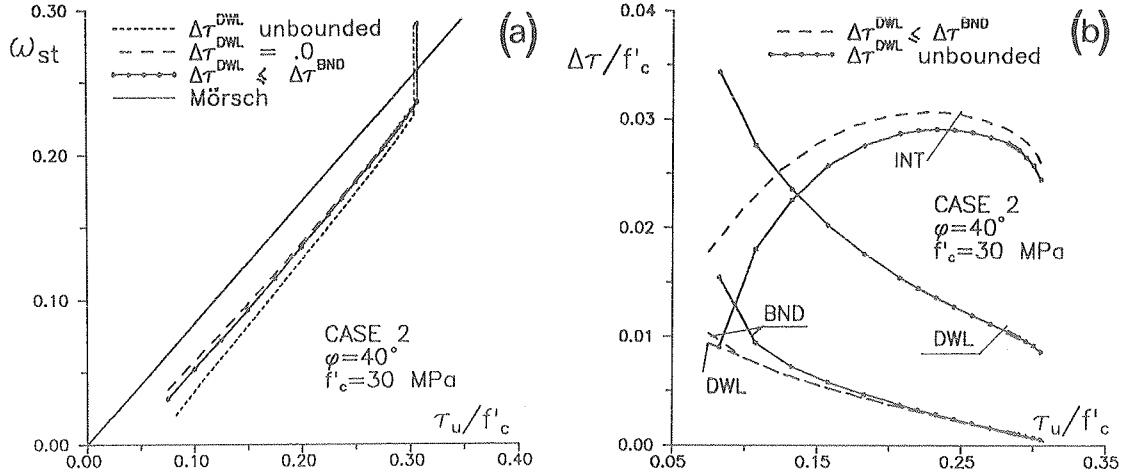 0.30
ω_st
0.20
0.10
0.00
0.00
0.10
0.20
0.30
0.40
τ_u/f'_c
Δτ^DWL unbounded
Δτ^DWL = .0
Δτ^DWL ⩽ Δτ^BND
Mörsch
(a)
CASE 2
φ=40°
f'_c=30 MPa
0.04
Δτ/f'_c
0.03
0.02
0.01
0.00
0.05
0.15
0.25
0.35
τ_u/f'_c
Δτ^DWL ⩽ Δτ^BND
Δτ^DWL unbounded
(b)
INT
CASE 2
φ=40°
f'_c=30 MPa
BND
DWL
DWL